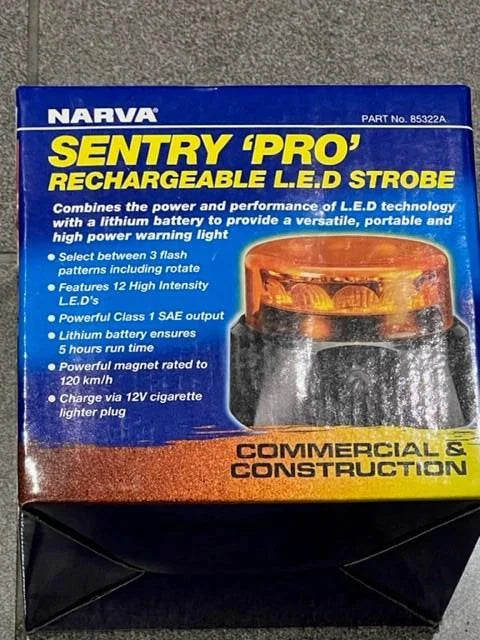 NARVA
PART No. 85322A
SENTRY 'PRO'
RECHARGEABLE L.E.D STROBE
Combines the power and performance of L.E.D technology
with a lithium battery to provide a versatile, portable and
high power warning light
• Select between 3 flash
patterns including rotate
• Features 12 High Intensity
L.E.D's
• Powerful Class 1 SAE output
• Lithium battery ensures
5 hours run time
• Powerful magnet rated to
120 km/h
• Charge via 12V cigarette
lighter plug
COMMERCIAL &
CONSTRUCTION